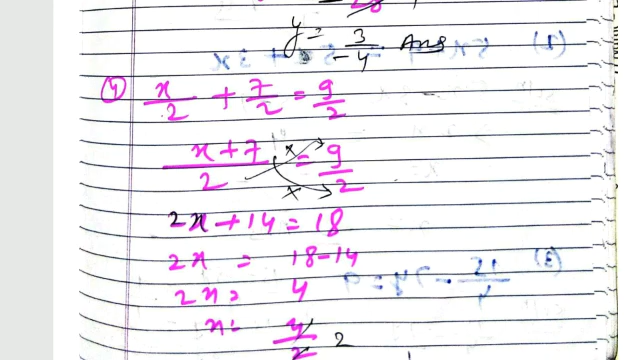 y = 3/-4 Ans
(4) x/2 + 7/2 = 9/2
x+7/2 = 9/2
2x+14 = 18
2x = 18-14
2x = 4
x = 4/2 2